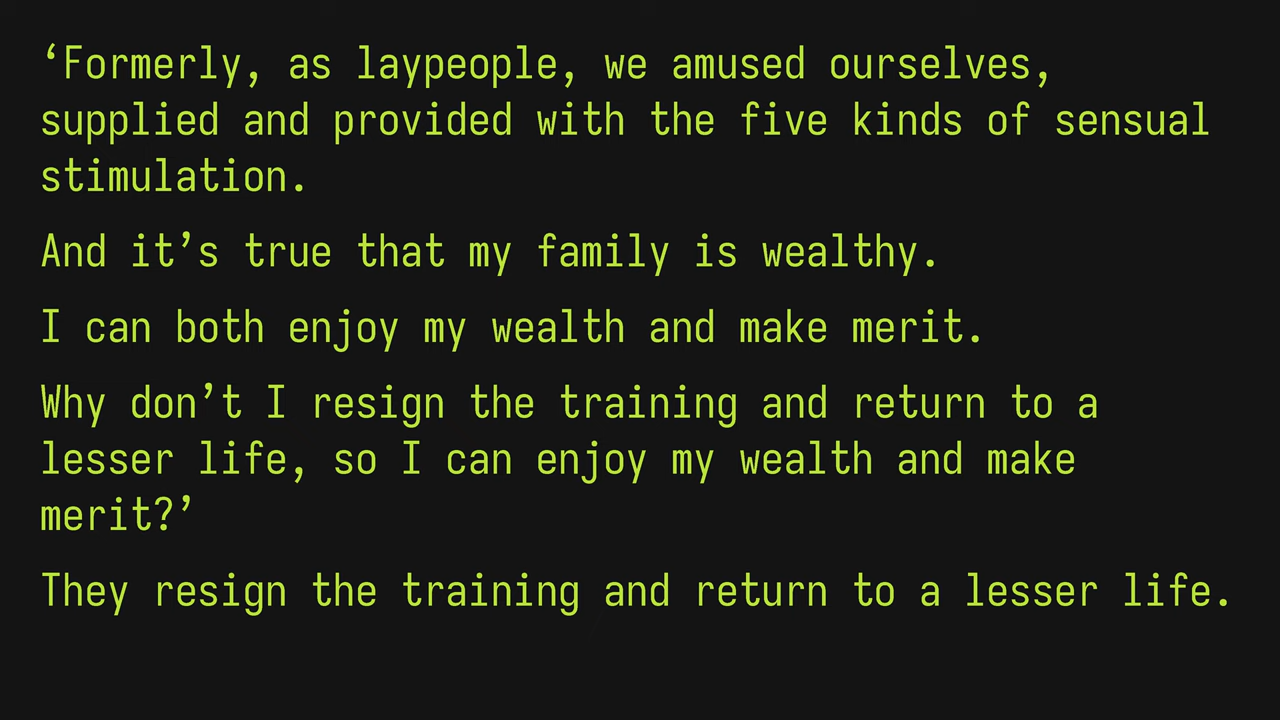 ‘Formerly, as laypeople, we amused ourselves,
supplied and provided with the five kinds of sensual
stimulation.
And it’s true that my family is wealthy.
I can both enjoy my wealth and make merit.
Why don’t I resign the training and return to a
lesser life, so I can enjoy my wealth and make
merit?’
They resign the training and return to a lesser life.